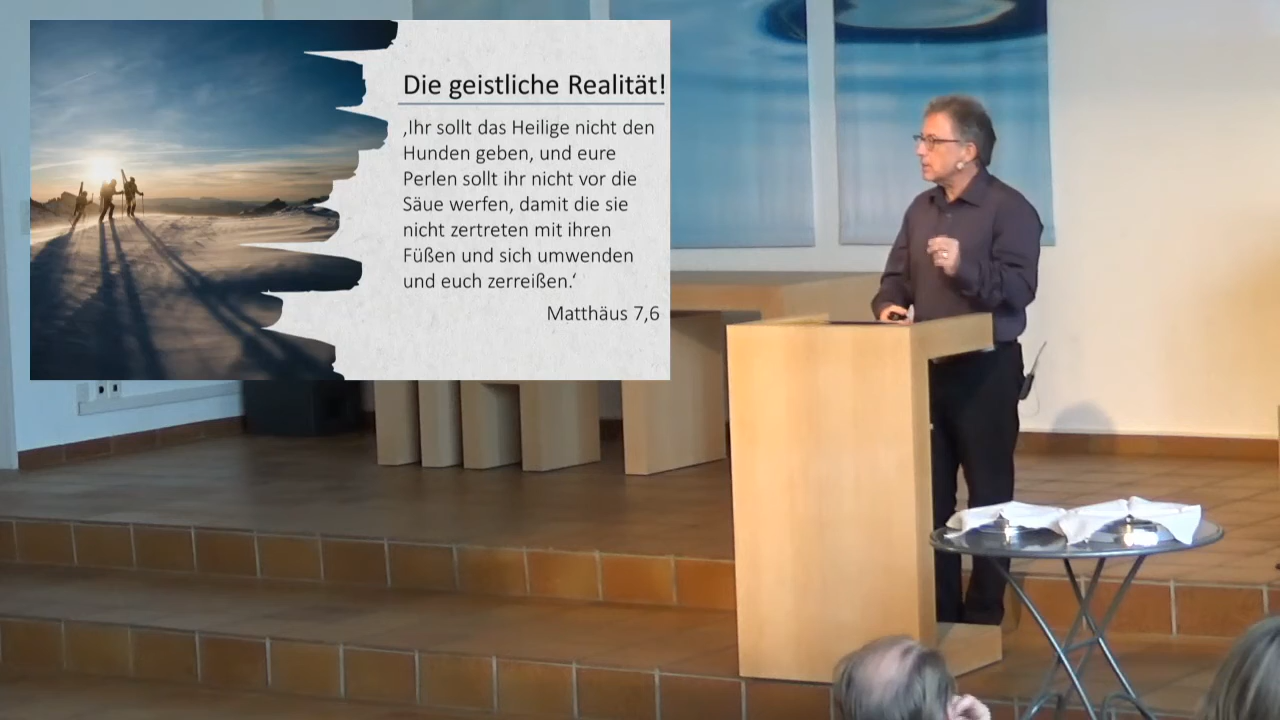 Die geistliche Realität!
‚Ihr sollt das Heilige nicht den
Hunden geben, und eure
Perlen sollt ihr nicht vor die
Säue werfen, damit die sie
nicht zertreten mit ihren
Füßen und sich umwenden
und euch zerreißen.‘
Matthäus 7,6